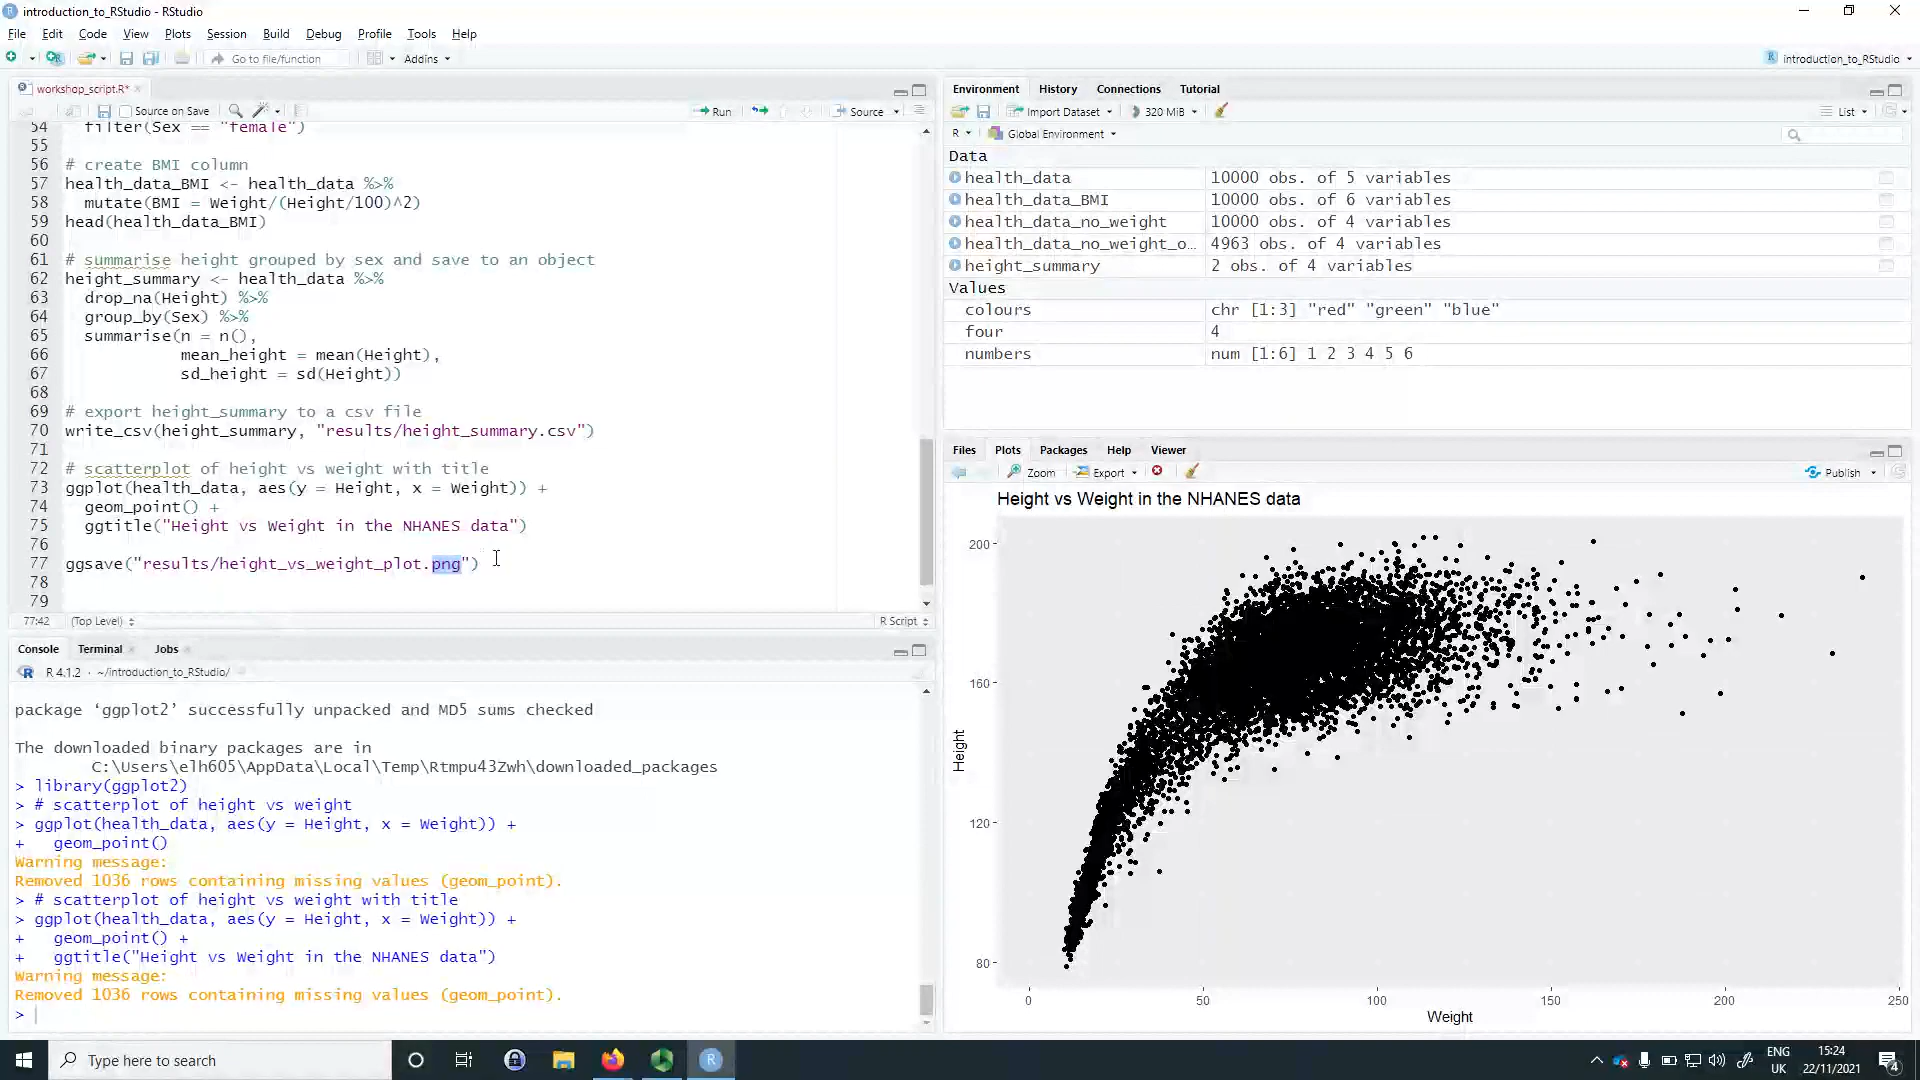 introduction_to_RStudio - RStudio
File Edit Code View Plots Session Build Debug Profile Tools Help
Go to file/function Addins introduction_to_RStudio
workshop_script.R*
Source on Save Run Source
54 filter(Sex == "female")
55
56 # create BMI column
57 health_data_BMI <- health_data %>%
58 mutate(BMI = Weight/(Height/100)^2)
59 head(health_data_BMI)
60
61 # summarise height grouped by sex and save to an object
62 height_summary <- health_data %>%
63 drop_na(Height) %>%
64 group_by(Sex) %>%
65 summarise(n = n(),
66 mean_height = mean(Height),
67 sd_height = sd(Height))
68
69 # export height_summary to a csv file
70 write_csv(height_summary, "results/height_summary.csv")
71
72 # scatterplot of height vs weight with title
73 ggplot(health_data, aes(y = Height, x = Weight)) +
74 geom_point() +
75 ggtitle("Height vs Weight in the NHANES data")
76
77 ggsave("results/height_vs_weight_plot.png")
78
79
77:42 (Top Level) R Script
Console Terminal Jobs
R 4.1.2 · ~/introduction_to_RStudio/
package ‘ggplot2’ successfully unpacked and MD5 sums checked
The downloaded binary packages are in
C:\Users\elh605\AppData\Local\Temp\Rtmpu43Zwh\downloaded_packages
> library(ggplot2)
> # scatterplot of height vs weight
> ggplot(health_data, aes(y = Height, x = Weight)) +
+ geom_point()
Warning message:
Removed 1036 rows containing missing values (geom_point).
> # scatterplot of height vs weight with title
> ggplot(health_data, aes(y = Height, x = Weight)) +
+ geom_point() +
+ ggtitle("Height vs Weight in the NHANES data")
Warning message:
Removed 1036 rows containing missing values (geom_point).
>
Environment History Connections Tutorial
Import Dataset 320 MiB List
R Global Environment
Data
health_data 10000 obs. of 5 variables
health_data_BMI 10000 obs. of 6 variables
health_data_no_weight 10000 obs. of 4 variables
health_data_no_weight_o... 4963 obs. of 4 variables
height_summary 2 obs. of 4 variables
Values
colours chr [1:3] "red" "green" "blue"
four 4
numbers num [1:6] 1 2 3 4 5 6
Files Plots Packages Help Viewer
Zoom Export Publish
Height vs Weight in the NHANES data
200
160
120
80
Height
0 50 100 150 200 250
Weight
Type here to search
ENG
UK
15:24
22/11/2021
4